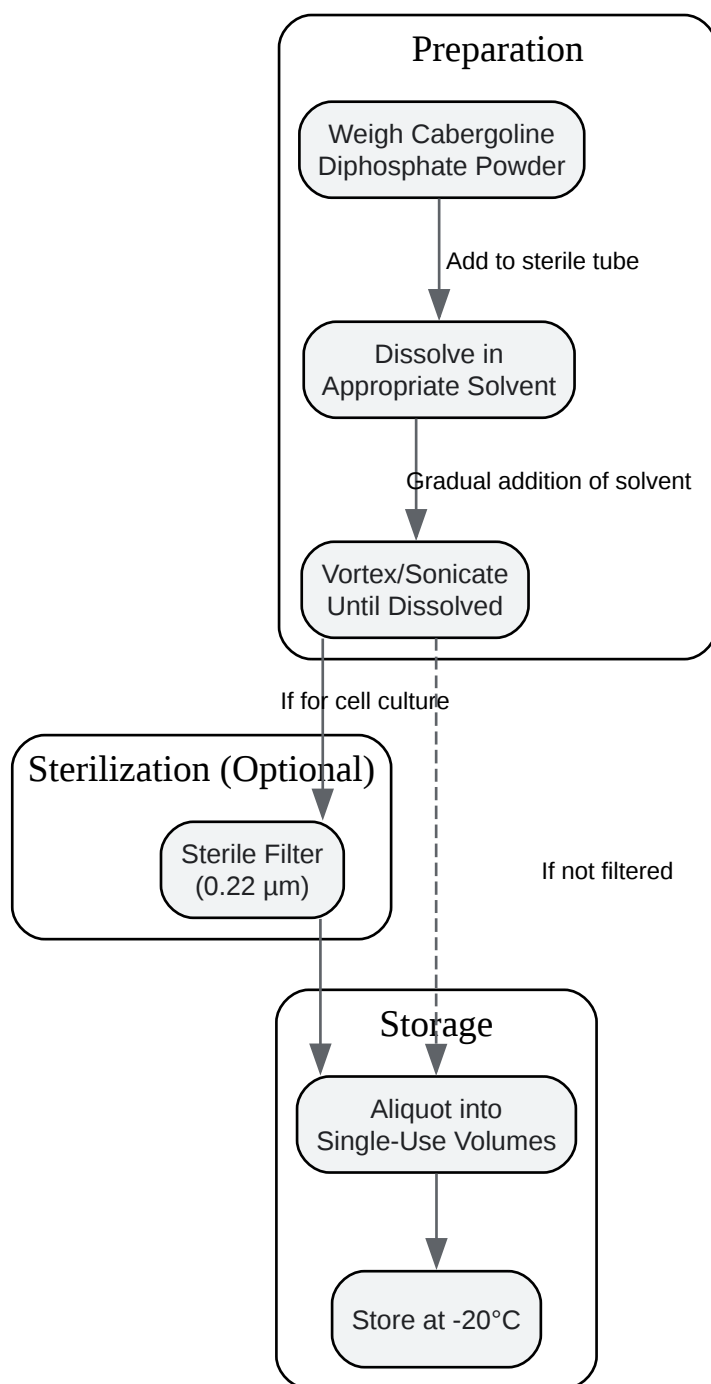 Preparation
Weigh Cabergoline
Diphosphate Powder
Add to sterile tube
Dissolve in
Appropriate Solvent
Gradual addition of solvent
Vortex/Sonicate
Until Dissolved
If for cell culture
Sterilization (Optional)
Sterile Filter
(0.22 µm)
If not filtered
Storage
Aliquot into
Single-Use Volumes
Store at -20°C